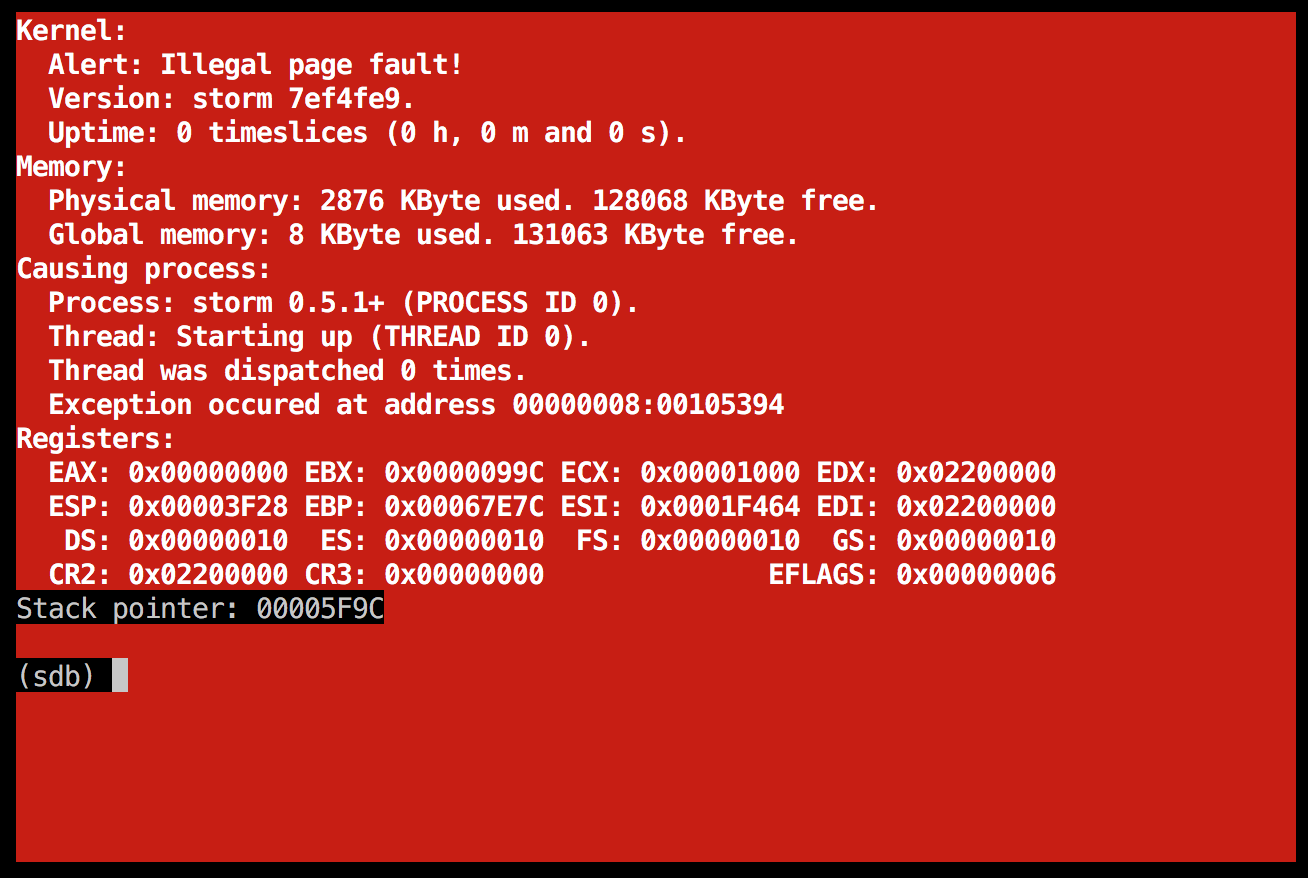 Kernel:
  Alert: Illegal page fault!
  Version: storm 7ef4fe9.
  Uptime: 0 timeslices (0 h, 0 m and 0 s).
Memory:
  Physical memory: 2876 KByte used. 128068 KByte free.
  Global memory: 8 KByte used. 131063 KByte free.
Causing process:
  Process: storm 0.5.1+ (PROCESS ID 0).
  Thread: Starting up (THREAD ID 0).
  Thread was dispatched 0 times.
  Exception occured at address 00000008:00105394
Registers:
  EAX: 0x00000000 EBX: 0x0000099C ECX: 0x00001000 EDX: 0x02200000
  ESP: 0x00003F28 EBP: 0x00067E7C ESI: 0x0001F464 EDI: 0x02200000
   DS: 0x00000010  ES: 0x00000010  FS: 0x00000010  GS: 0x00000010
  CR2: 0x02200000 CR3: 0x00000000              EFLAGS: 0x00000006
Stack pointer: 00005F9C
(sdb)